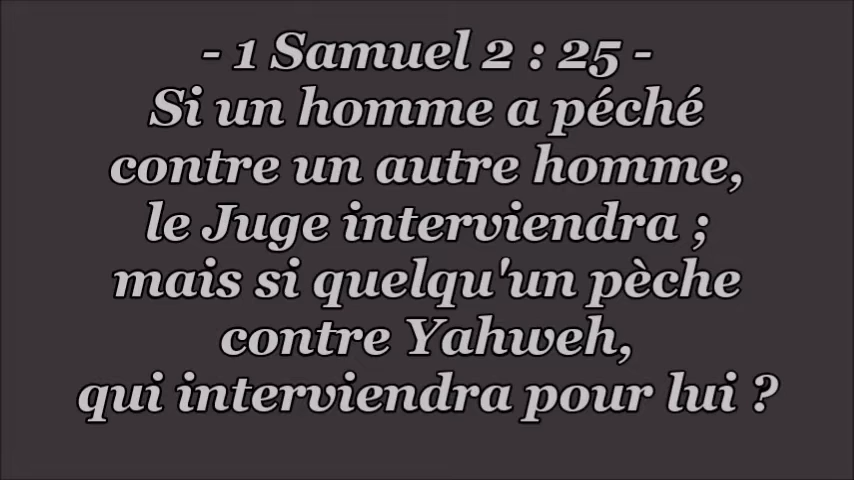 - 1 Samuel 2 : 25 -
Si un homme a péché
contre un autre homme,
le Juge interviendra ;
mais si quelqu'un pèche
contre Yahweh,
qui interviendra pour lui ?